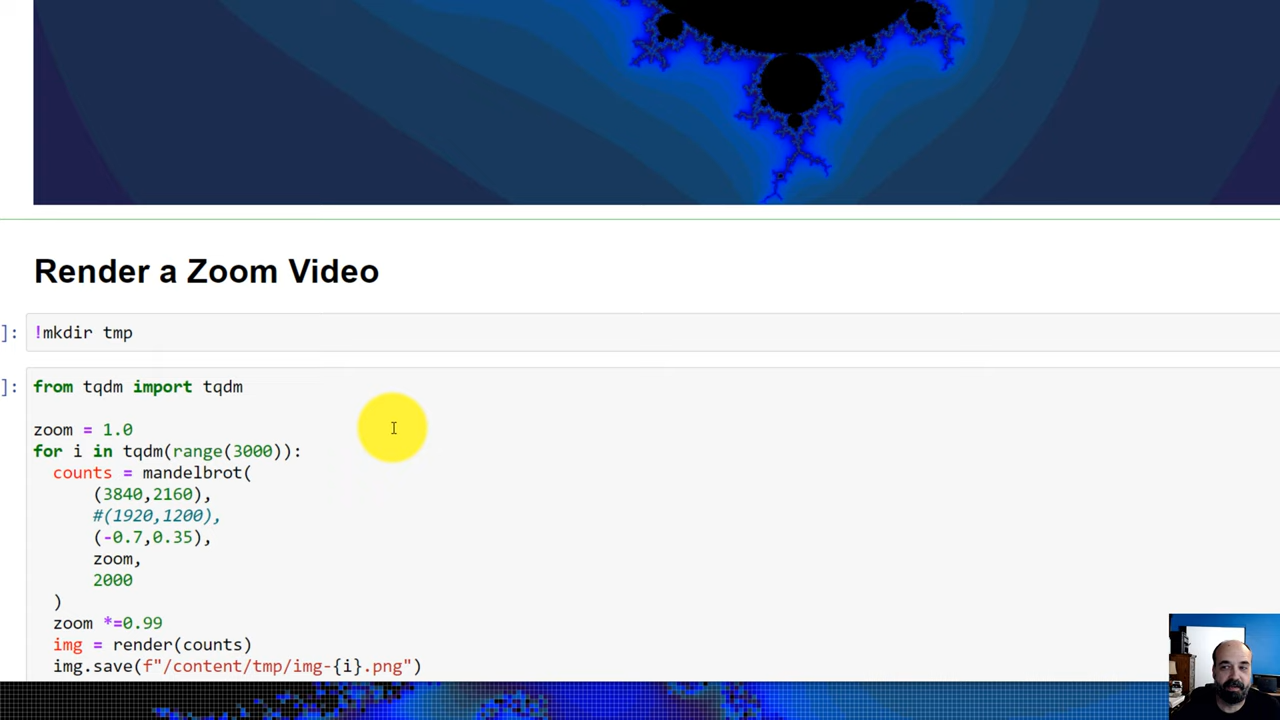 Render a Zoom Video
]: !mkdir tmp
]: from tqdm import tqdm
zoom = 1.0
for i in tqdm(range(3000)):
counts = mandelbrot(
(3840,2160),
#(1920,1200),
(-0.7,0.35),
zoom,
2000
)
zoom *=0.99
img = render(counts)
img.save(f"/content/tmp/img-{i}.png")